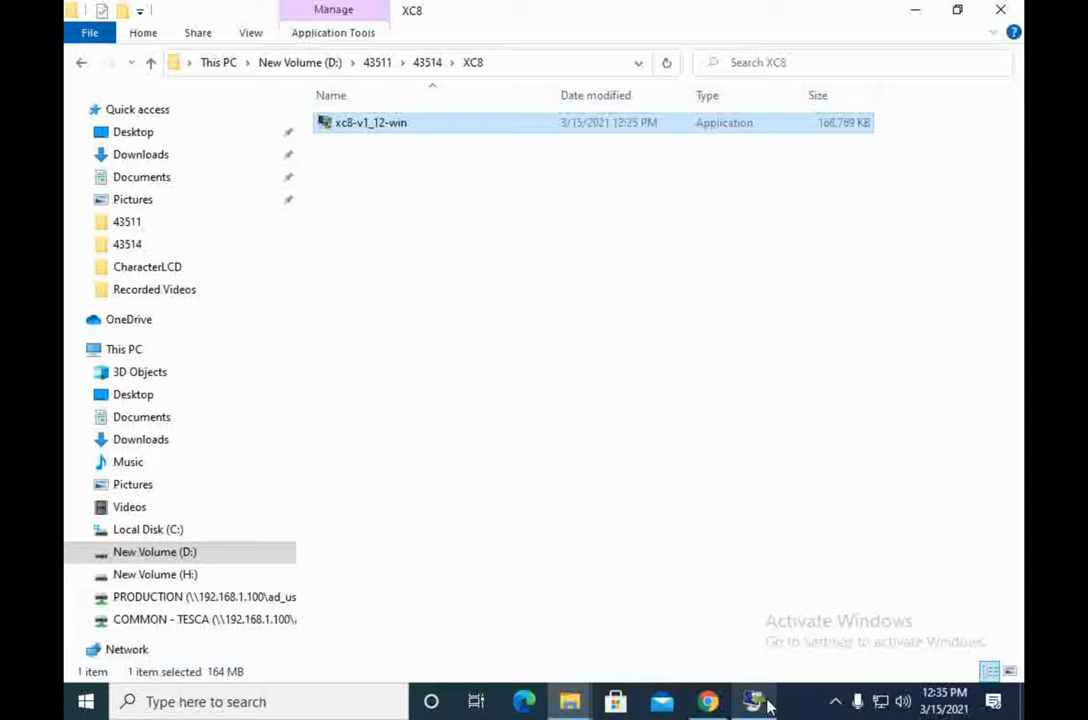 Manage
XC8
File
Home
Share
View
Application Tools
This PC
New Volume (D:)
43511
43514
XC8
Search XC8
Name
Date modified
Type
Size
xc8-v1_12-win
3/15/2021 12:25 PM
Application
168,769 KB
Quick access
Desktop
Downloads
Documents
Pictures
43511
43514
CharacterLCD
Recorded Videos
OneDrive
This PC
3D Objects
Desktop
Documents
Downloads
Music
Pictures
Videos
Local Disk (C:)
New Volume (D:)
New Volume (H:)
PRODUCTION (\\192.168.1.100\ad_us
COMMON - TESCA (\\192.168.1.100\
Network
Activate Windows
Go to Settings to activate Windows.
1 item
1 item selected 164 MB
Type here to search
12:35 PM
3/15/2021